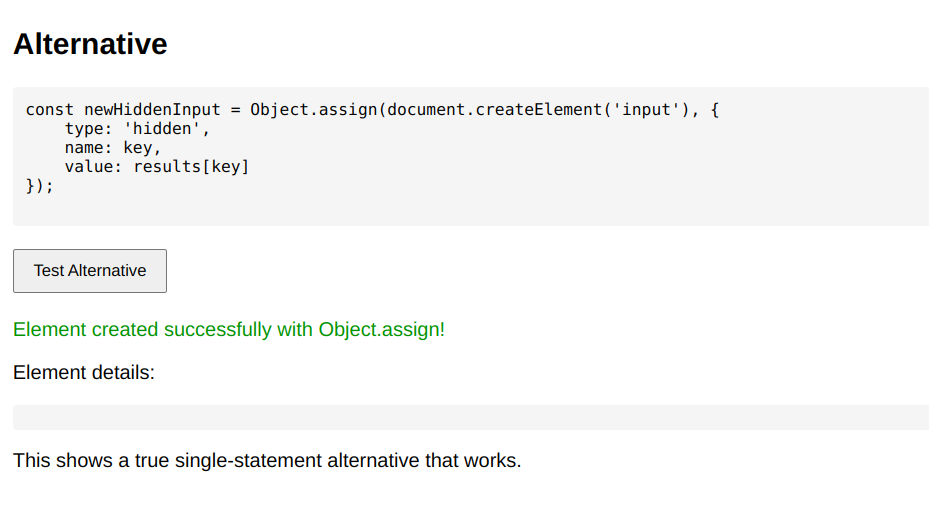 Alternative
const newHiddenInput = Object.assign(document.createElement('input'), {
    type: 'hidden',
    name: key,
    value: results[key]
});
Test Alternative
Element created successfully with Object.assign!
Element details:
This shows a true single-statement alternative that works.